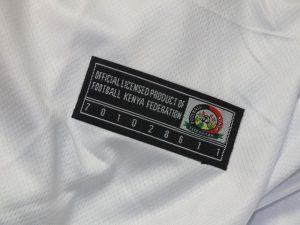 OFFICIAL LICENSED PRODUCT OF
FOOTBALL KENYA FEDERATION
7 0 1 0 2 8 6 1 1